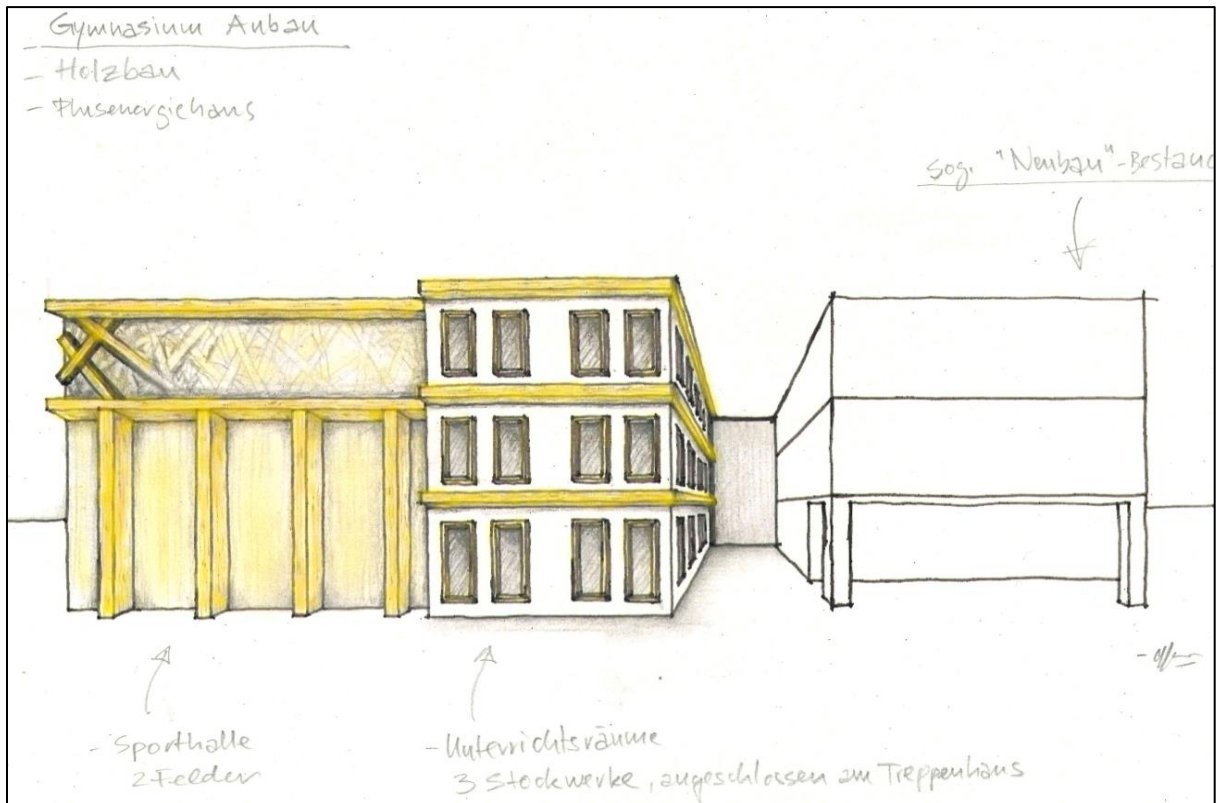 Gymnasium Anbau
- Holzbau
- Plusenergiehaus
sog. "Neubau"-Bestand
- Sporthalle
2 Felder
- Unterrichtsräume
3 Stockwerke, angeschlossen am Treppenhaus